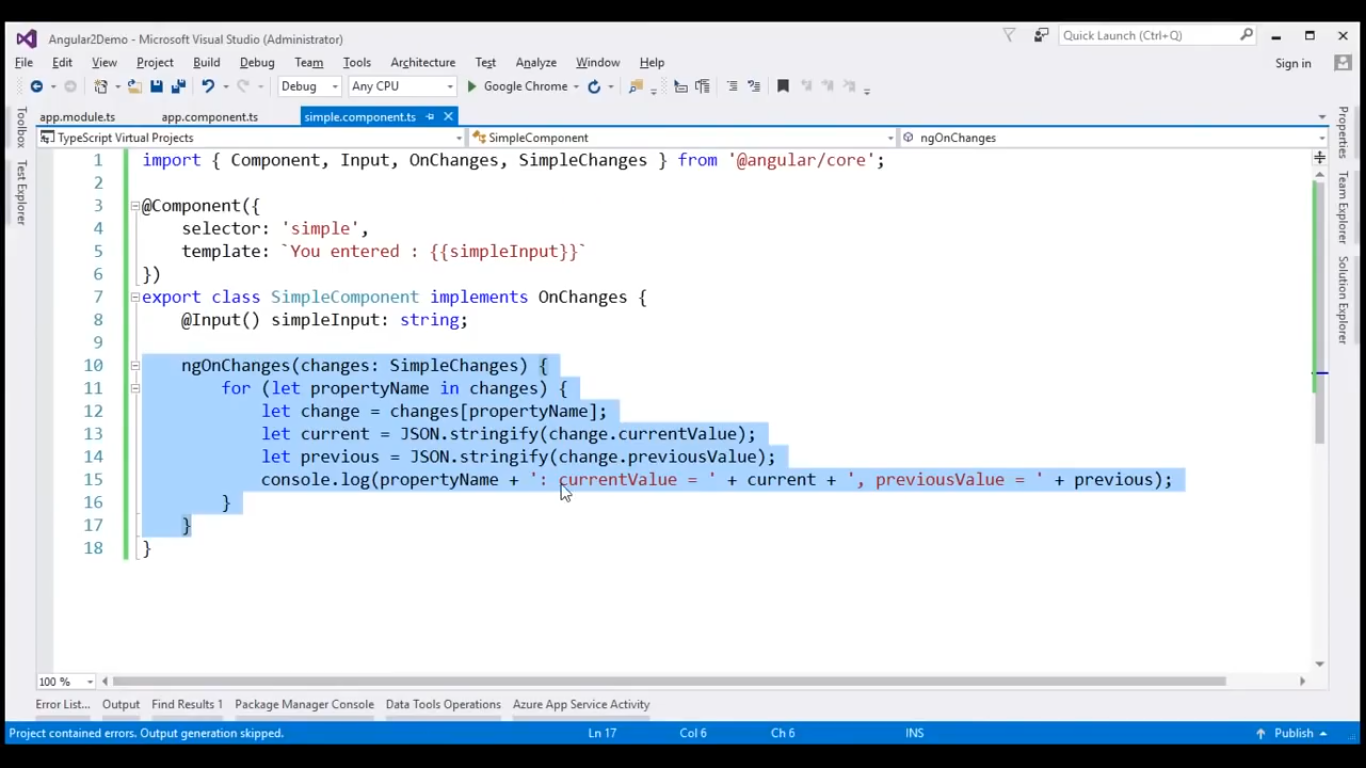 Angular2Demo - Microsoft Visual Studio (Administrator)
Quick Launch (Ctrl+Q)
File Edit View Project Build Debug Team Tools Architecture Test Analyze Window Help
Sign in
Debug Any CPU Google Chrome
app.module.ts app.component.ts simple.component.ts
TypeScript Virtual Projects SimpleComponent ngOnChanges
Toolbox
Test Explorer
Properties
Team Explorer
Solution Explorer
1 import { Component, Input, OnChanges, SimpleChanges } from '@angular/core';
2
3 @Component({
4 selector: 'simple',
5 template: `You entered : {{simpleInput}}`
6 })
7 export class SimpleComponent implements OnChanges {
8 @Input() simpleInput: string;
9
10 ngOnChanges(changes: SimpleChanges) {
11 for (let propertyName in changes) {
12 let change = changes[propertyName];
13 let current = JSON.stringify(change.currentValue);
14 let previous = JSON.stringify(change.previousValue);
15 console.log(propertyName + ': currentValue = ' + current + ', previousValue = ' + previous);
16 }
17 }
18 }
100 %
Error List... Output Find Results 1 Package Manager Console Data Tools Operations Azure App Service Activity
Project contained errors. Output generation skipped. Ln 17 Col 6 Ch 6 INS Publish